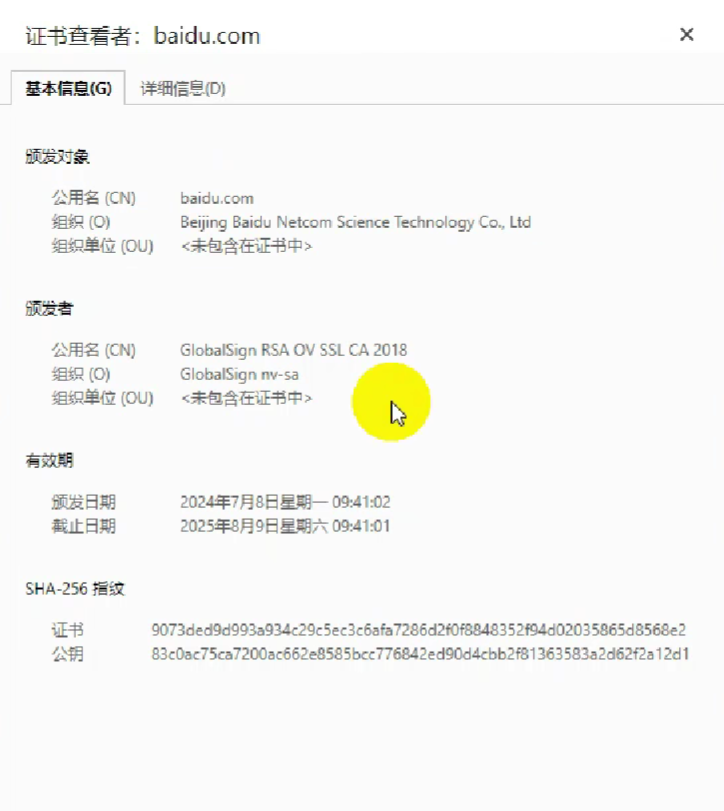 证书查看者：baidu.com
基本信息(G) 详细信息(D)
颁发对象
公用名 (CN) baidu.com
组织 (O) Beijing Baidu Netcom Science Technology Co., Ltd
组织单位 (OU) <未包含在证书中>
颁发者
公用名 (CN) GlobalSign RSA OV SSL CA 2018
组织 (O) GlobalSign nv-sa
组织单位 (OU) <未包含在证书中>
有效期
颁发日期 2024年7月8日星期一 09:41:02
截止日期 2025年8月9日星期六 09:41:01
SHA-256 指纹
证书 9073ded9d993a934c29c5ec3c6afa7286d2f0f8848352f94d02035865d8568e2
公钥 83c0ac75ca7200ac662e8585bcc776842ed90d4cbb2f81363583a2d62f2a12d1